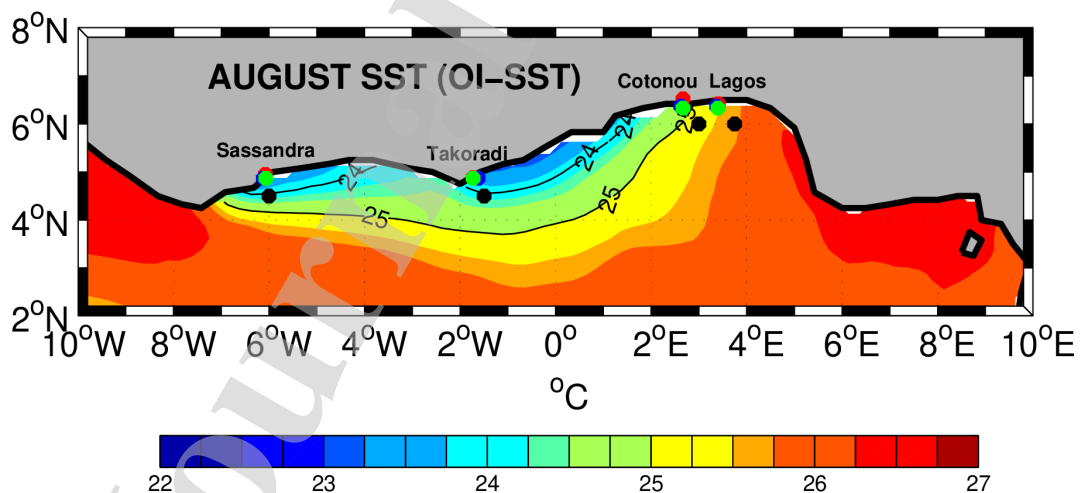 8°N
AUGUST SST (OI−SST)
Cotonou Lagos
6°N
Sassandra
Takoradi
24
24
24
25
25
25
4°N
2°N
10°W 8°W 6°W 4°W 2°W 0° 2°E 4°E 6°E 8°E 10°E
°C
22 23 24 25 26 27